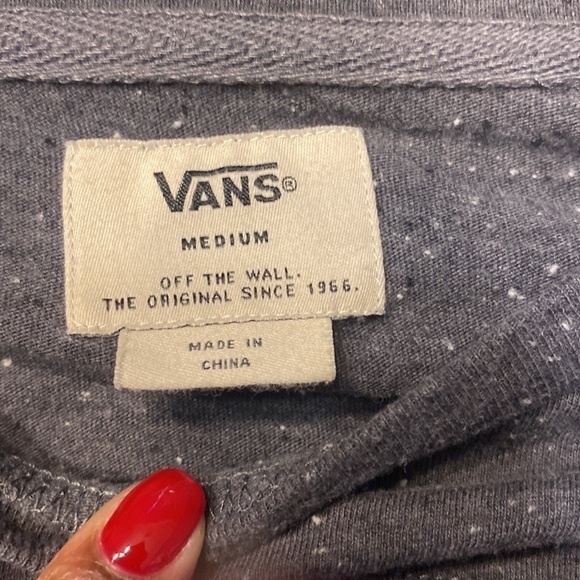 VANS®
MEDIUM
OFF THE WALL.
THE ORIGINAL SINCE 1966.
MADE IN
CHINA